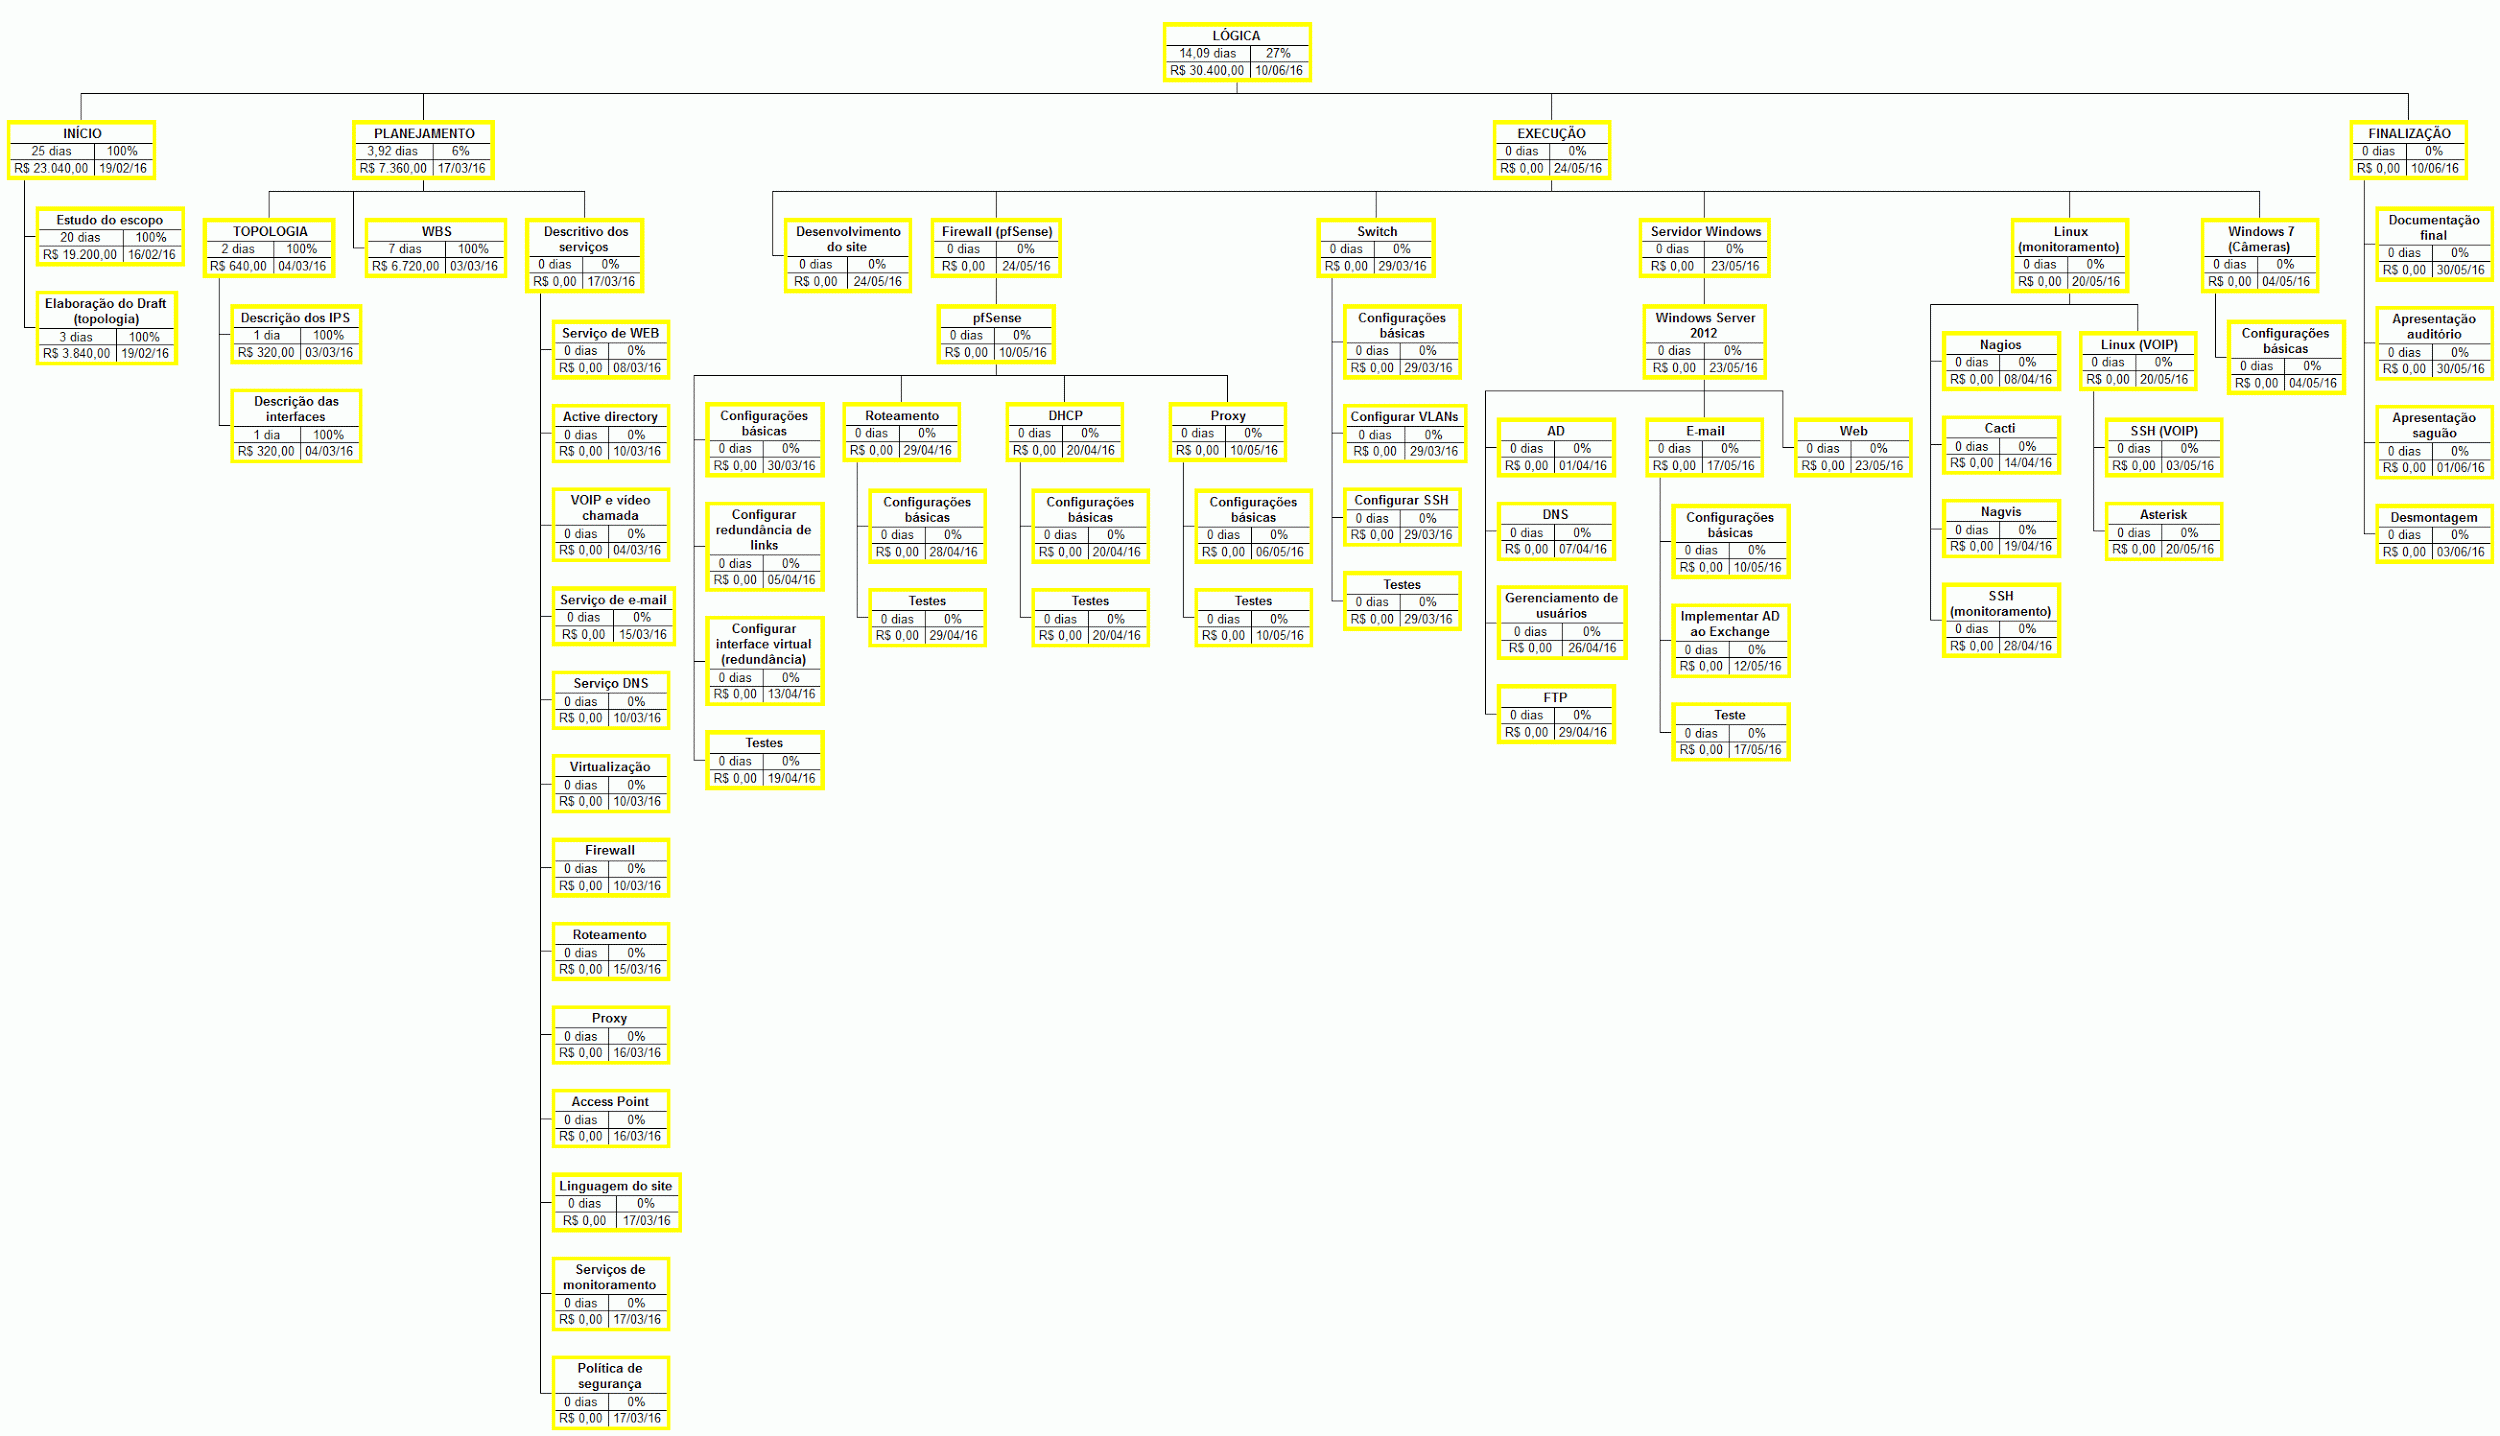 LÓGICA
14,09 dias 27%
R$ 30.400,00 10/06/16
INÍCIO
25 dias 100%
R$ 23.040,00 19/02/16
Estudo do escopo
20 dias 100%
R$ 19.200,00 16/02/16
Elaboração do Draft
(topologia)
3 dias 100%
R$ 3.840,00 19/02/16
PLANEJAMENTO
3,92 dias 6%
R$ 7.360,00 17/03/16
TOPOLOGIA
2 dias 100%
R$ 640,00 04/03/16
Descrição dos IPS
1 dia 100%
R$ 320,00 03/03/16
Descrição das
interfaces
1 dia 100%
R$ 320,00 04/03/16
WBS
7 dias 100%
R$ 6.720,00 03/03/16
Descritivo dos
serviços
0 dias 0%
R$ 0,00 17/03/16
Serviço de WEB
0 dias 0%
R$ 0,00 08/03/16
Active directory
0 dias 0%
R$ 0,00 10/03/16
VOIP e vídeo
chamada
0 dias 0%
R$ 0,00 04/03/16
Serviço de e-mail
0 dias 0%
R$ 0,00 15/03/16
Serviço DNS
0 dias 0%
R$ 0,00 10/03/16
Virtualização
0 dias 0%
R$ 0,00 10/03/16
Firewall
0 dias 0%
R$ 0,00 10/03/16
Roteamento
0 dias 0%
R$ 0,00 15/03/16
Proxy
0 dias 0%
R$ 0,00 16/03/16
Access Point
0 dias 0%
R$ 0,00 16/03/16
Linguagem do site
0 dias 0%
R$ 0,00 17/03/16
Serviços de
monitoramento
0 dias 0%
R$ 0,00 17/03/16
Política de
segurança
0 dias 0%
R$ 0,00 17/03/16
EXECUÇÃO
0 dias 0%
R$ 0,00 24/05/16
Desenvolvimento
do site
0 dias 0%
R$ 0,00 24/05/16
Firewall (pfSense)
0 dias 0%
R$ 0,00 24/05/16
pfSense
0 dias 0%
R$ 0,00 10/05/16
Configurações
básicas
0 dias 0%
R$ 0,00 30/03/16
Configurar
redundância de
links
0 dias 0%
R$ 0,00 05/04/16
Configurar
interface virtual
(redundância)
0 dias 0%
R$ 0,00 13/04/16
Testes
0 dias 0%
R$ 0,00 19/04/16
Roteamento
0 dias 0%
R$ 0,00 29/04/16
Configurações
básicas
0 dias 0%
R$ 0,00 28/04/16
Testes
0 dias 0%
R$ 0,00 29/04/16
DHCP
0 dias 0%
R$ 0,00 20/04/16
Configurações
básicas
0 dias 0%
R$ 0,00 20/04/16
Testes
0 dias 0%
R$ 0,00 20/04/16
Proxy
0 dias 0%
R$ 0,00 10/05/16
Configurações
básicas
0 dias 0%
R$ 0,00 06/05/16
Testes
0 dias 0%
R$ 0,00 10/05/16
Switch
0 dias 0%
R$ 0,00 29/03/16
Configurações
básicas
0 dias 0%
R$ 0,00 29/03/16
Configurar VLANs
0 dias 0%
R$ 0,00 29/03/16
Configurar SSH
0 dias 0%
R$ 0,00 29/03/16
Testes
0 dias 0%
R$ 0,00 29/03/16
Servidor Windows
0 dias 0%
R$ 0,00 23/05/16
Windows Server
2012
0 dias 0%
R$ 0,00 23/05/16
AD
0 dias 0%
R$ 0,00 01/04/16
DNS
0 dias 0%
R$ 0,00 07/04/16
Gerenciamento de
usuários
0 dias 0%
R$ 0,00 26/04/16
FTP
0 dias 0%
R$ 0,00 29/04/16
E-mail
0 dias 0%
R$ 0,00 17/05/16
Configurações
básicas
0 dias 0%
R$ 0,00 10/05/16
Implementar AD
ao Exchange
0 dias 0%
R$ 0,00 12/05/16
Teste
0 dias 0%
R$ 0,00 17/05/16
Web
0 dias 0%
R$ 0,00 23/05/16
Linux
(monitoramento)
0 dias 0%
R$ 0,00 20/05/16
Nagios
0 dias 0%
R$ 0,00 08/04/16
Cacti
0 dias 0%
R$ 0,00 14/04/16
Nagvis
0 dias 0%
R$ 0,00 19/04/16
SSH
(monitoramento)
0 dias 0%
R$ 0,00 28/04/16
Linux (VOIP)
0 dias 0%
R$ 0,00 20/05/16
SSH (VOIP)
0 dias 0%
R$ 0,00 03/05/16
Asterisk
0 dias 0%
R$ 0,00 20/05/16
Windows 7
(Câmeras)
0 dias 0%
R$ 0,00 04/05/16
Configurações
básicas
0 dias 0%
R$ 0,00 04/05/16
FINALIZAÇÃO
0 dias 0%
R$ 0,00 10/06/16
Documentação
final
0 dias 0%
R$ 0,00 30/05/16
Apresentação
auditório
0 dias 0%
R$ 0,00 30/05/16
Apresentação
saguão
0 dias 0%
R$ 0,00 01/06/16
Desmontagem
0 dias 0%
R$ 0,00 03/06/16